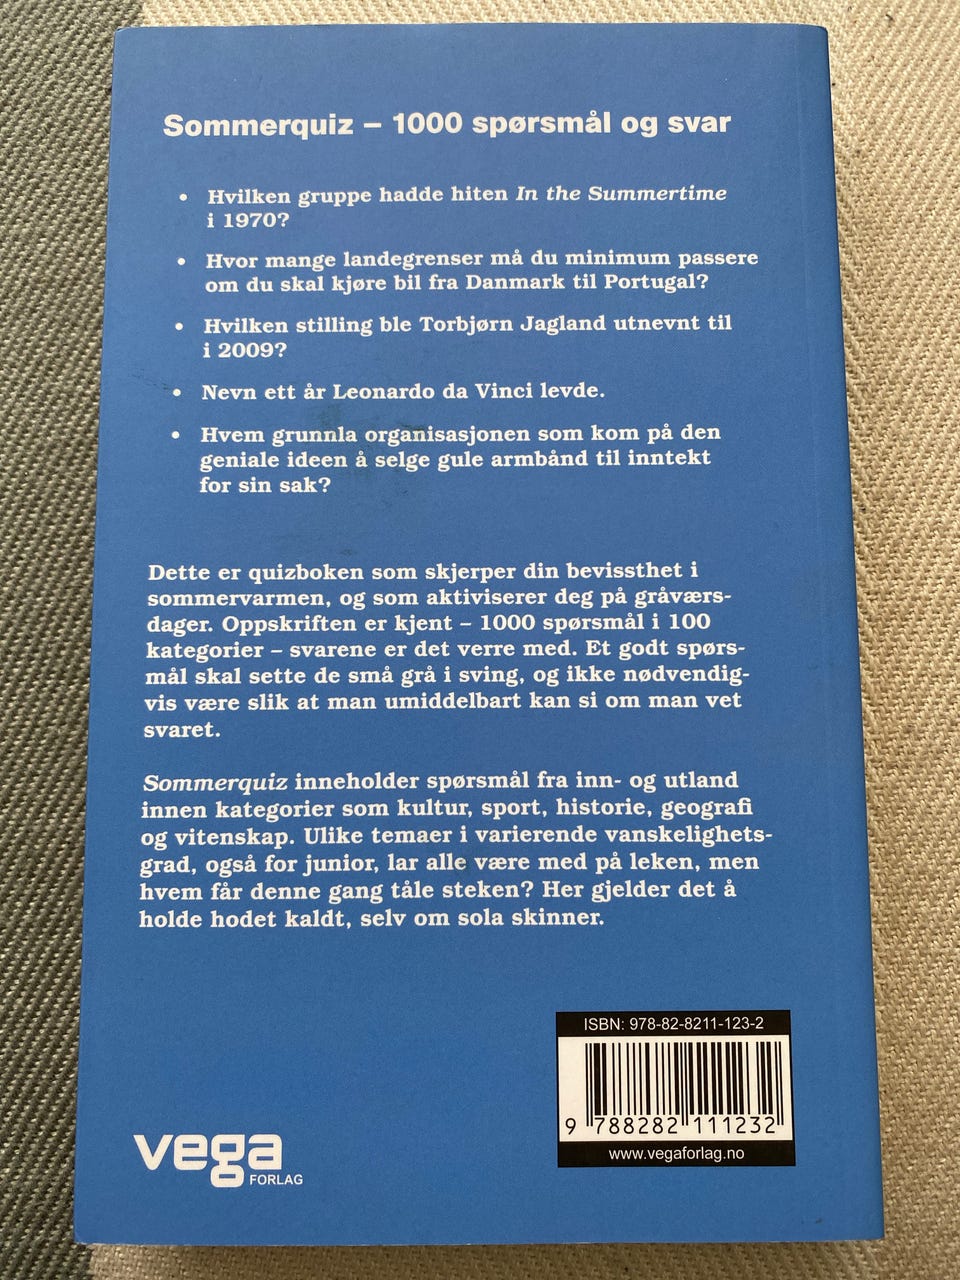 Sommerquiz – 1000 spørsmål og svar
• Hvilken gruppe hadde hiten In the Summertime
i 1970?
• Hvor mange landegrenser må du minimum passere
om du skal kjøre bil fra Danmark til Portugal?
• Hvilken stilling ble Torbjørn Jagland utnevnt til
i 2009?
• Nevn ett år Leonardo da Vinci levde.
• Hvem grunnla organisasjonen som kom på den
geniale ideen å selge gule armbånd til inntekt
for sin sak?
Dette er quizboken som skjerper din bevissthet i
sommervarmen, og som aktiviserer deg på gråværs-
dager. Oppskriften er kjent – 1000 spørsmål i 100
kategorier – svarene er det verre med. Et godt spørs-
mål skal sette de små grå i sving, og ikke nødvendig-
vis være slik at man umiddelbart kan si om man vet
svaret.
Sommerquiz inneholder spørsmål fra inn- og utland
innen kategorier som kultur, sport, historie, geografi
og vitenskap. Ulike temaer i varierende vanskelighets-
grad, også for junior, lar alle være med på leken, men
hvem får denne gang tåle steken? Her gjelder det å
holde hodet kaldt, selv om sola skinner.
ISBN: 978-82-8211-123-2
9 788282 111232
www.vegaforlag.no
vega
FORLAG